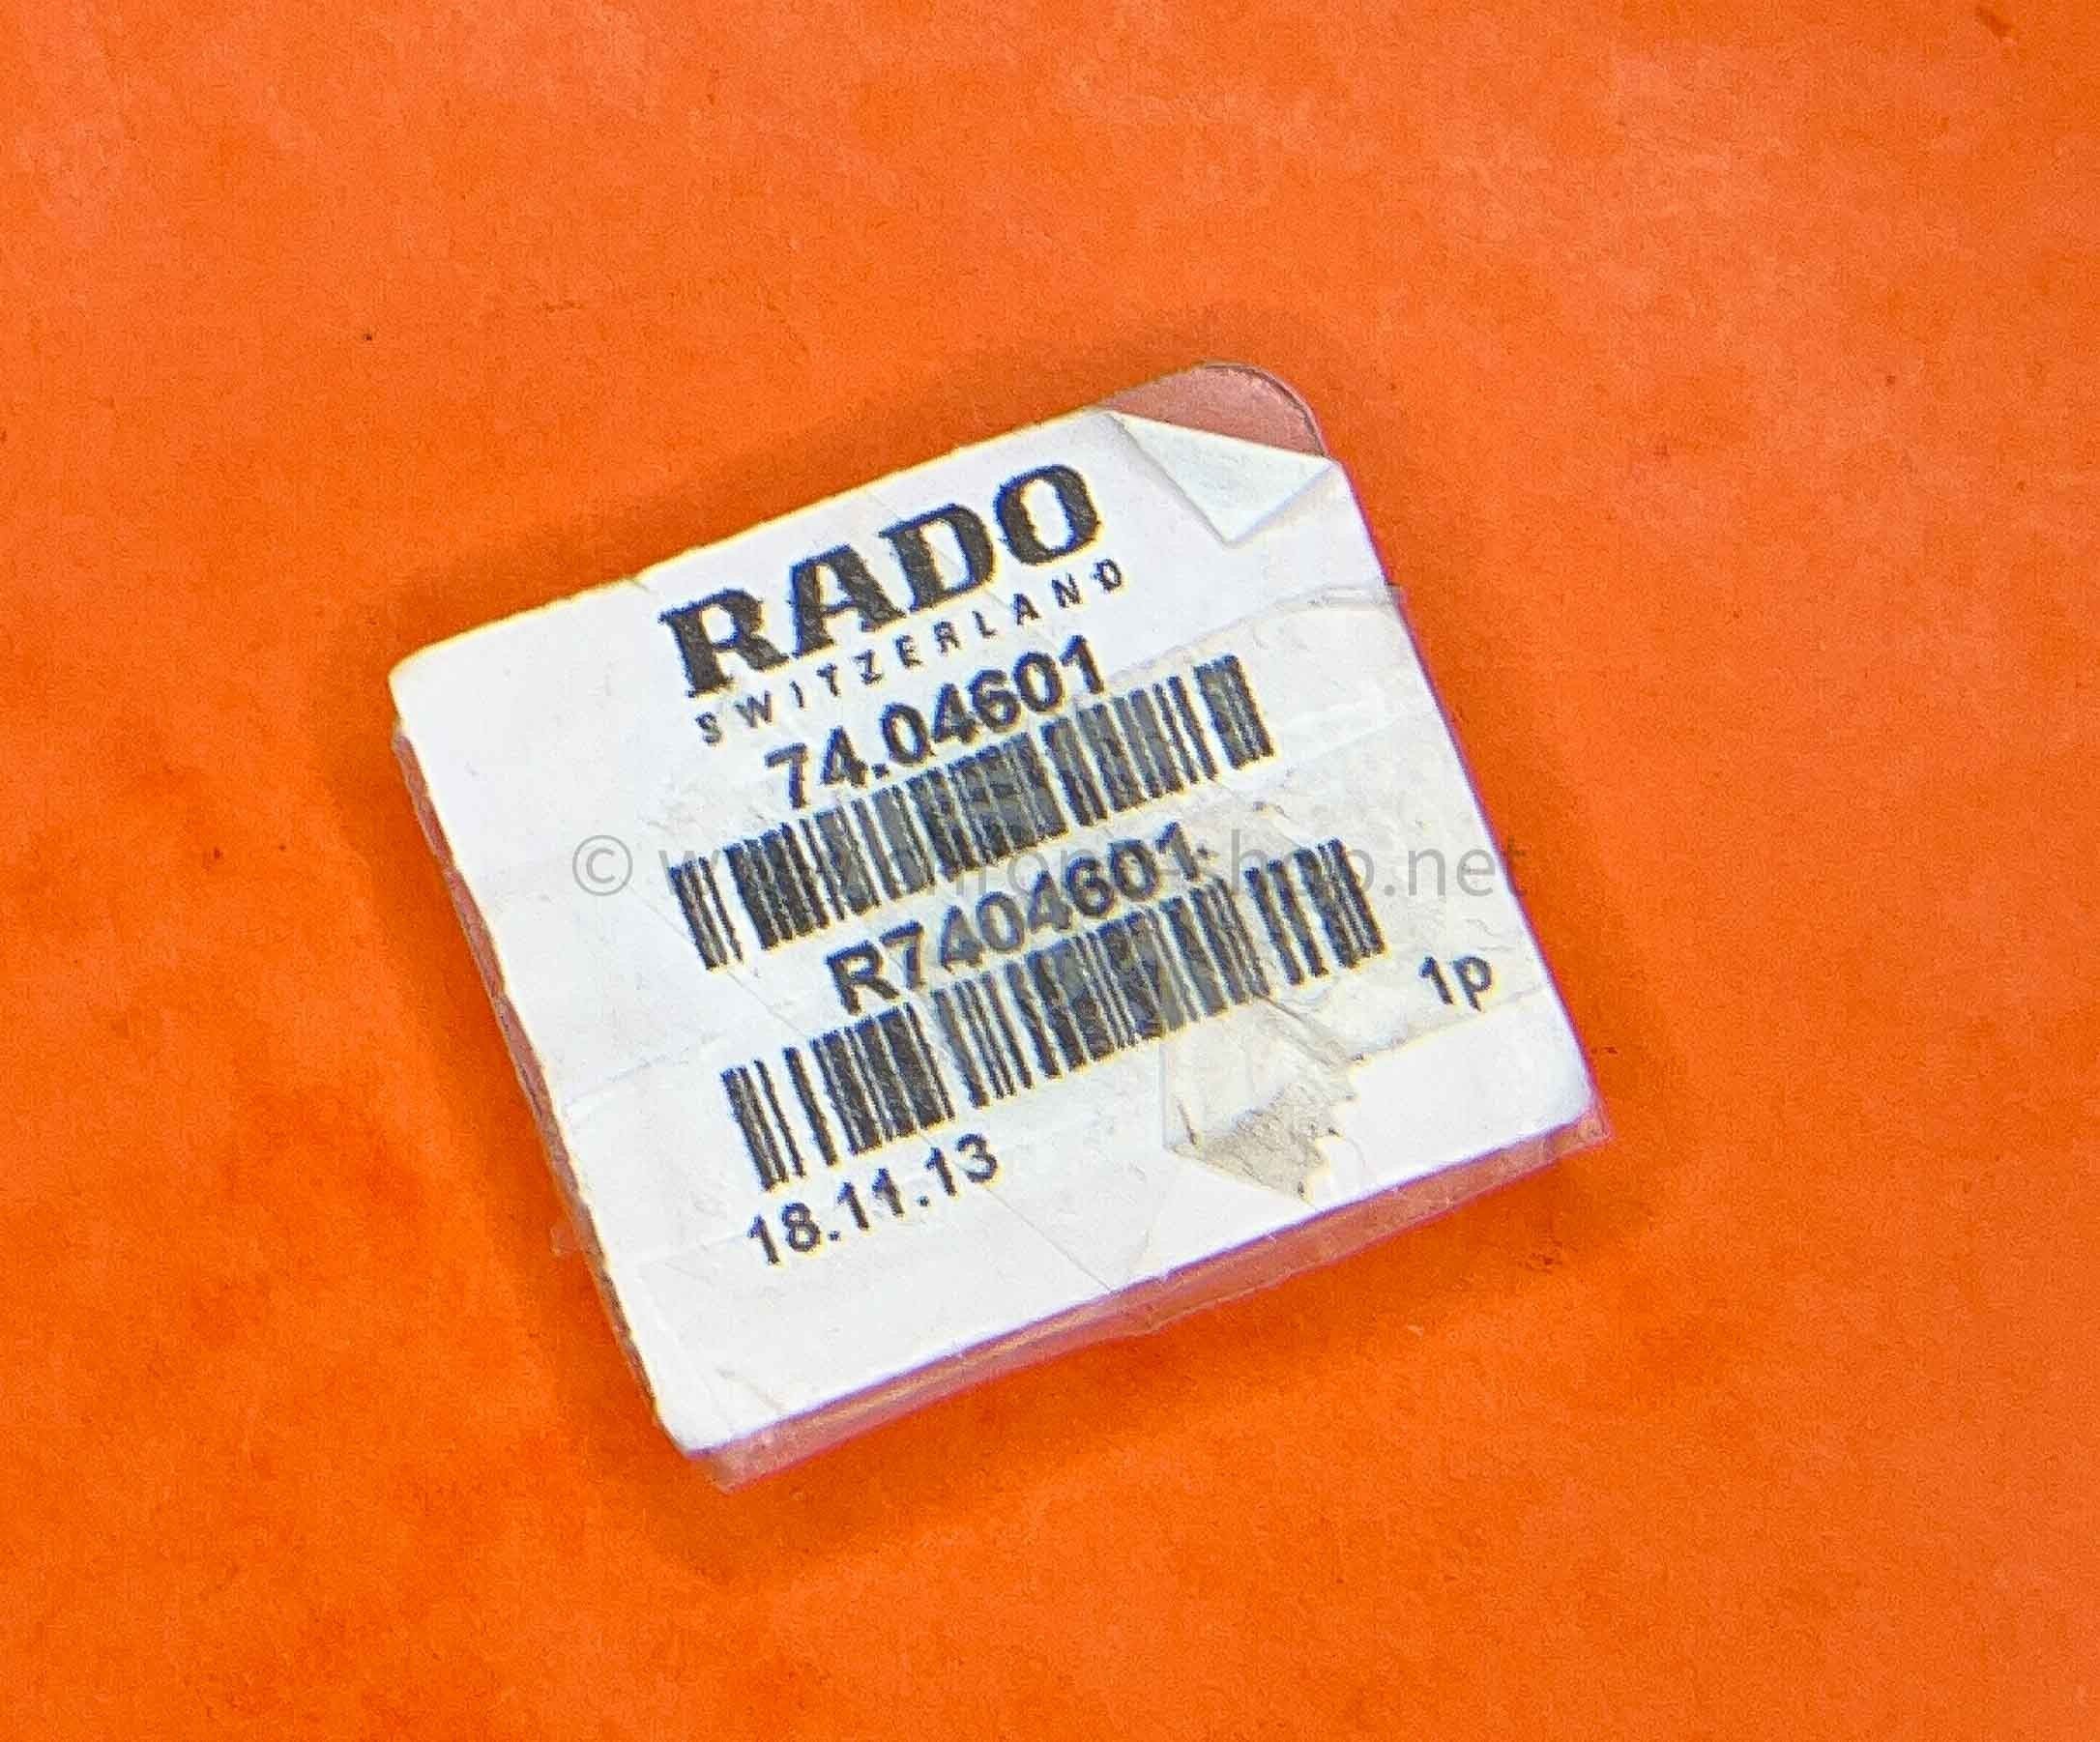 RADO
SWITZERLAND
74.04601
R7404601
1p
18.11.13